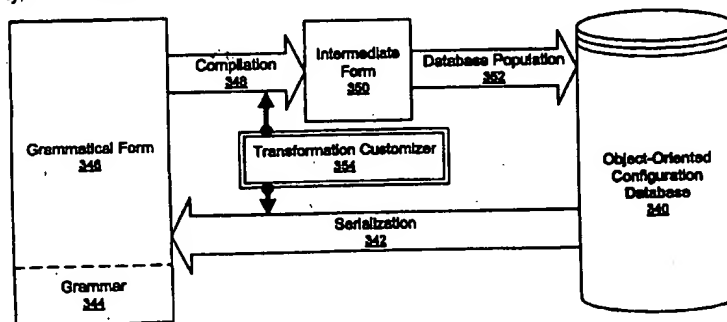 Compilation
348
Intermediate
Form
350
Database Population
352
Grammatical Form
346
Transformation Customizer
354
Object-Oriented
Configuration
Database
340
Serialization
342
Grammar
344